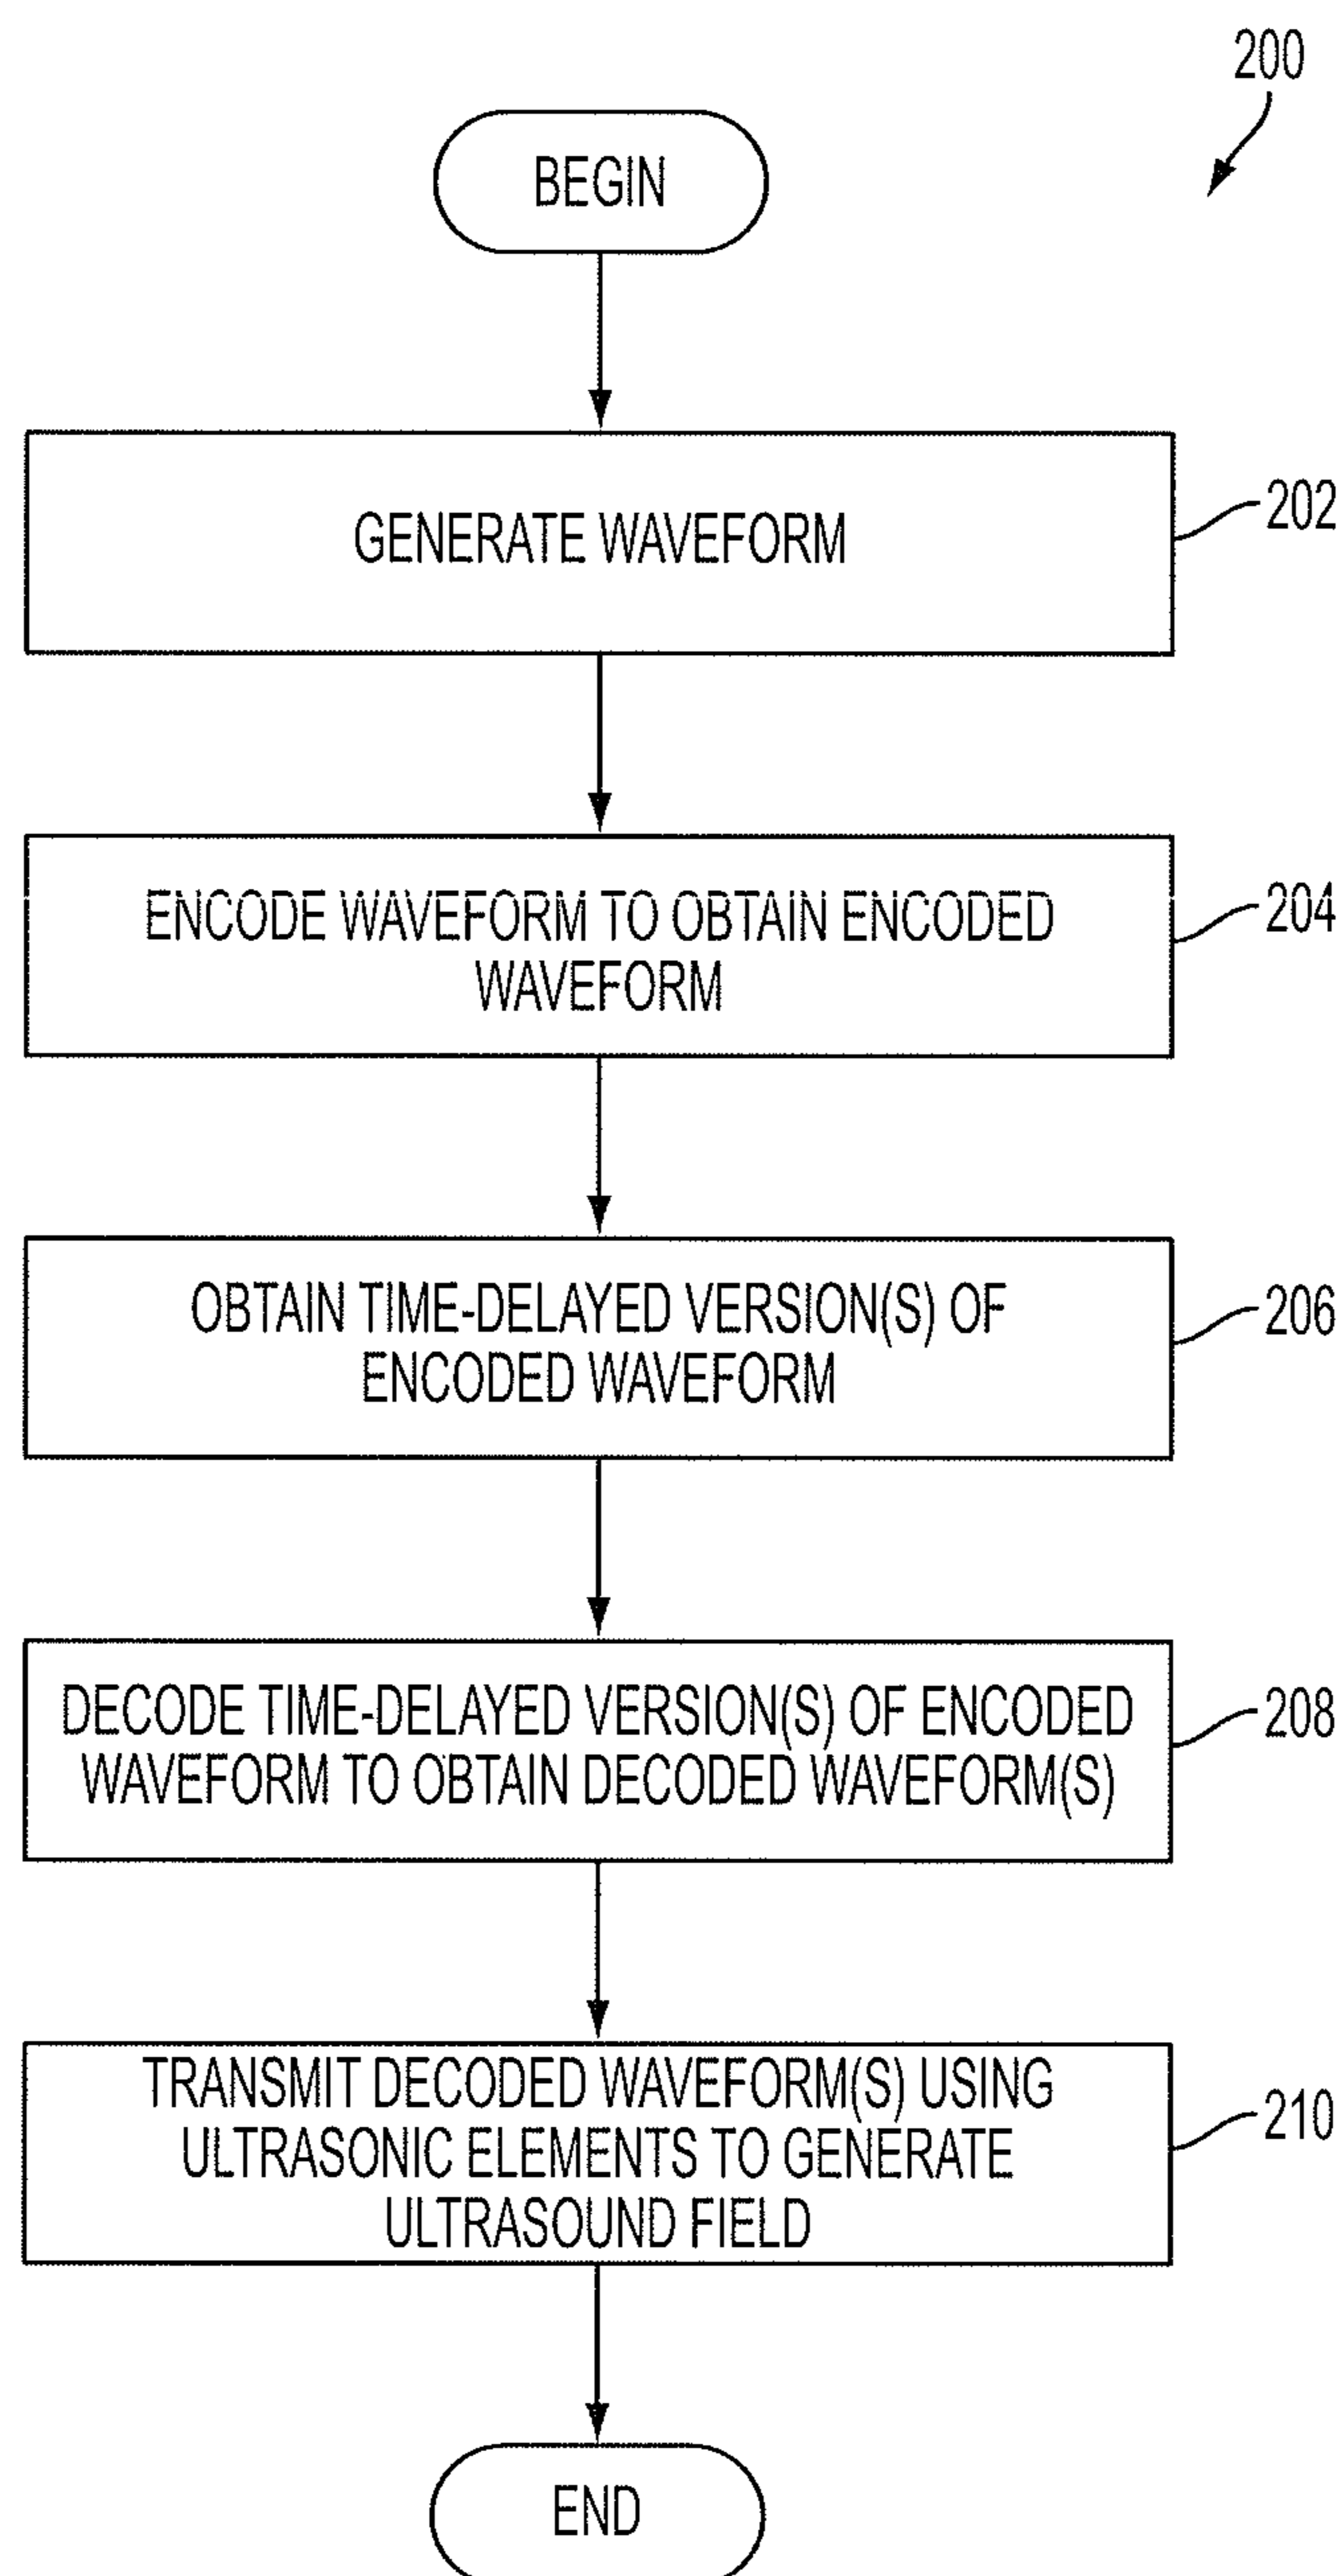 200
BEGIN
GENERATE WAVEFORM
202
ENCODE WAVEFORM TO OBTAIN ENCODED
WAVEFORM
204
OBTAIN TIME-DELAYED VERSION(S) OF
ENCODED WAVEFORM
206
DECODE TIME-DELAYED VERSION(S) OF ENCODED
WAVEFORM TO OBTAIN DECODED WAVEFORM(S)
208
TRANSMIT DECODED WAVEFORM(S) USING
ULTRASONIC ELEMENTS TO GENERATE
ULTRASOUND FIELD
210
END